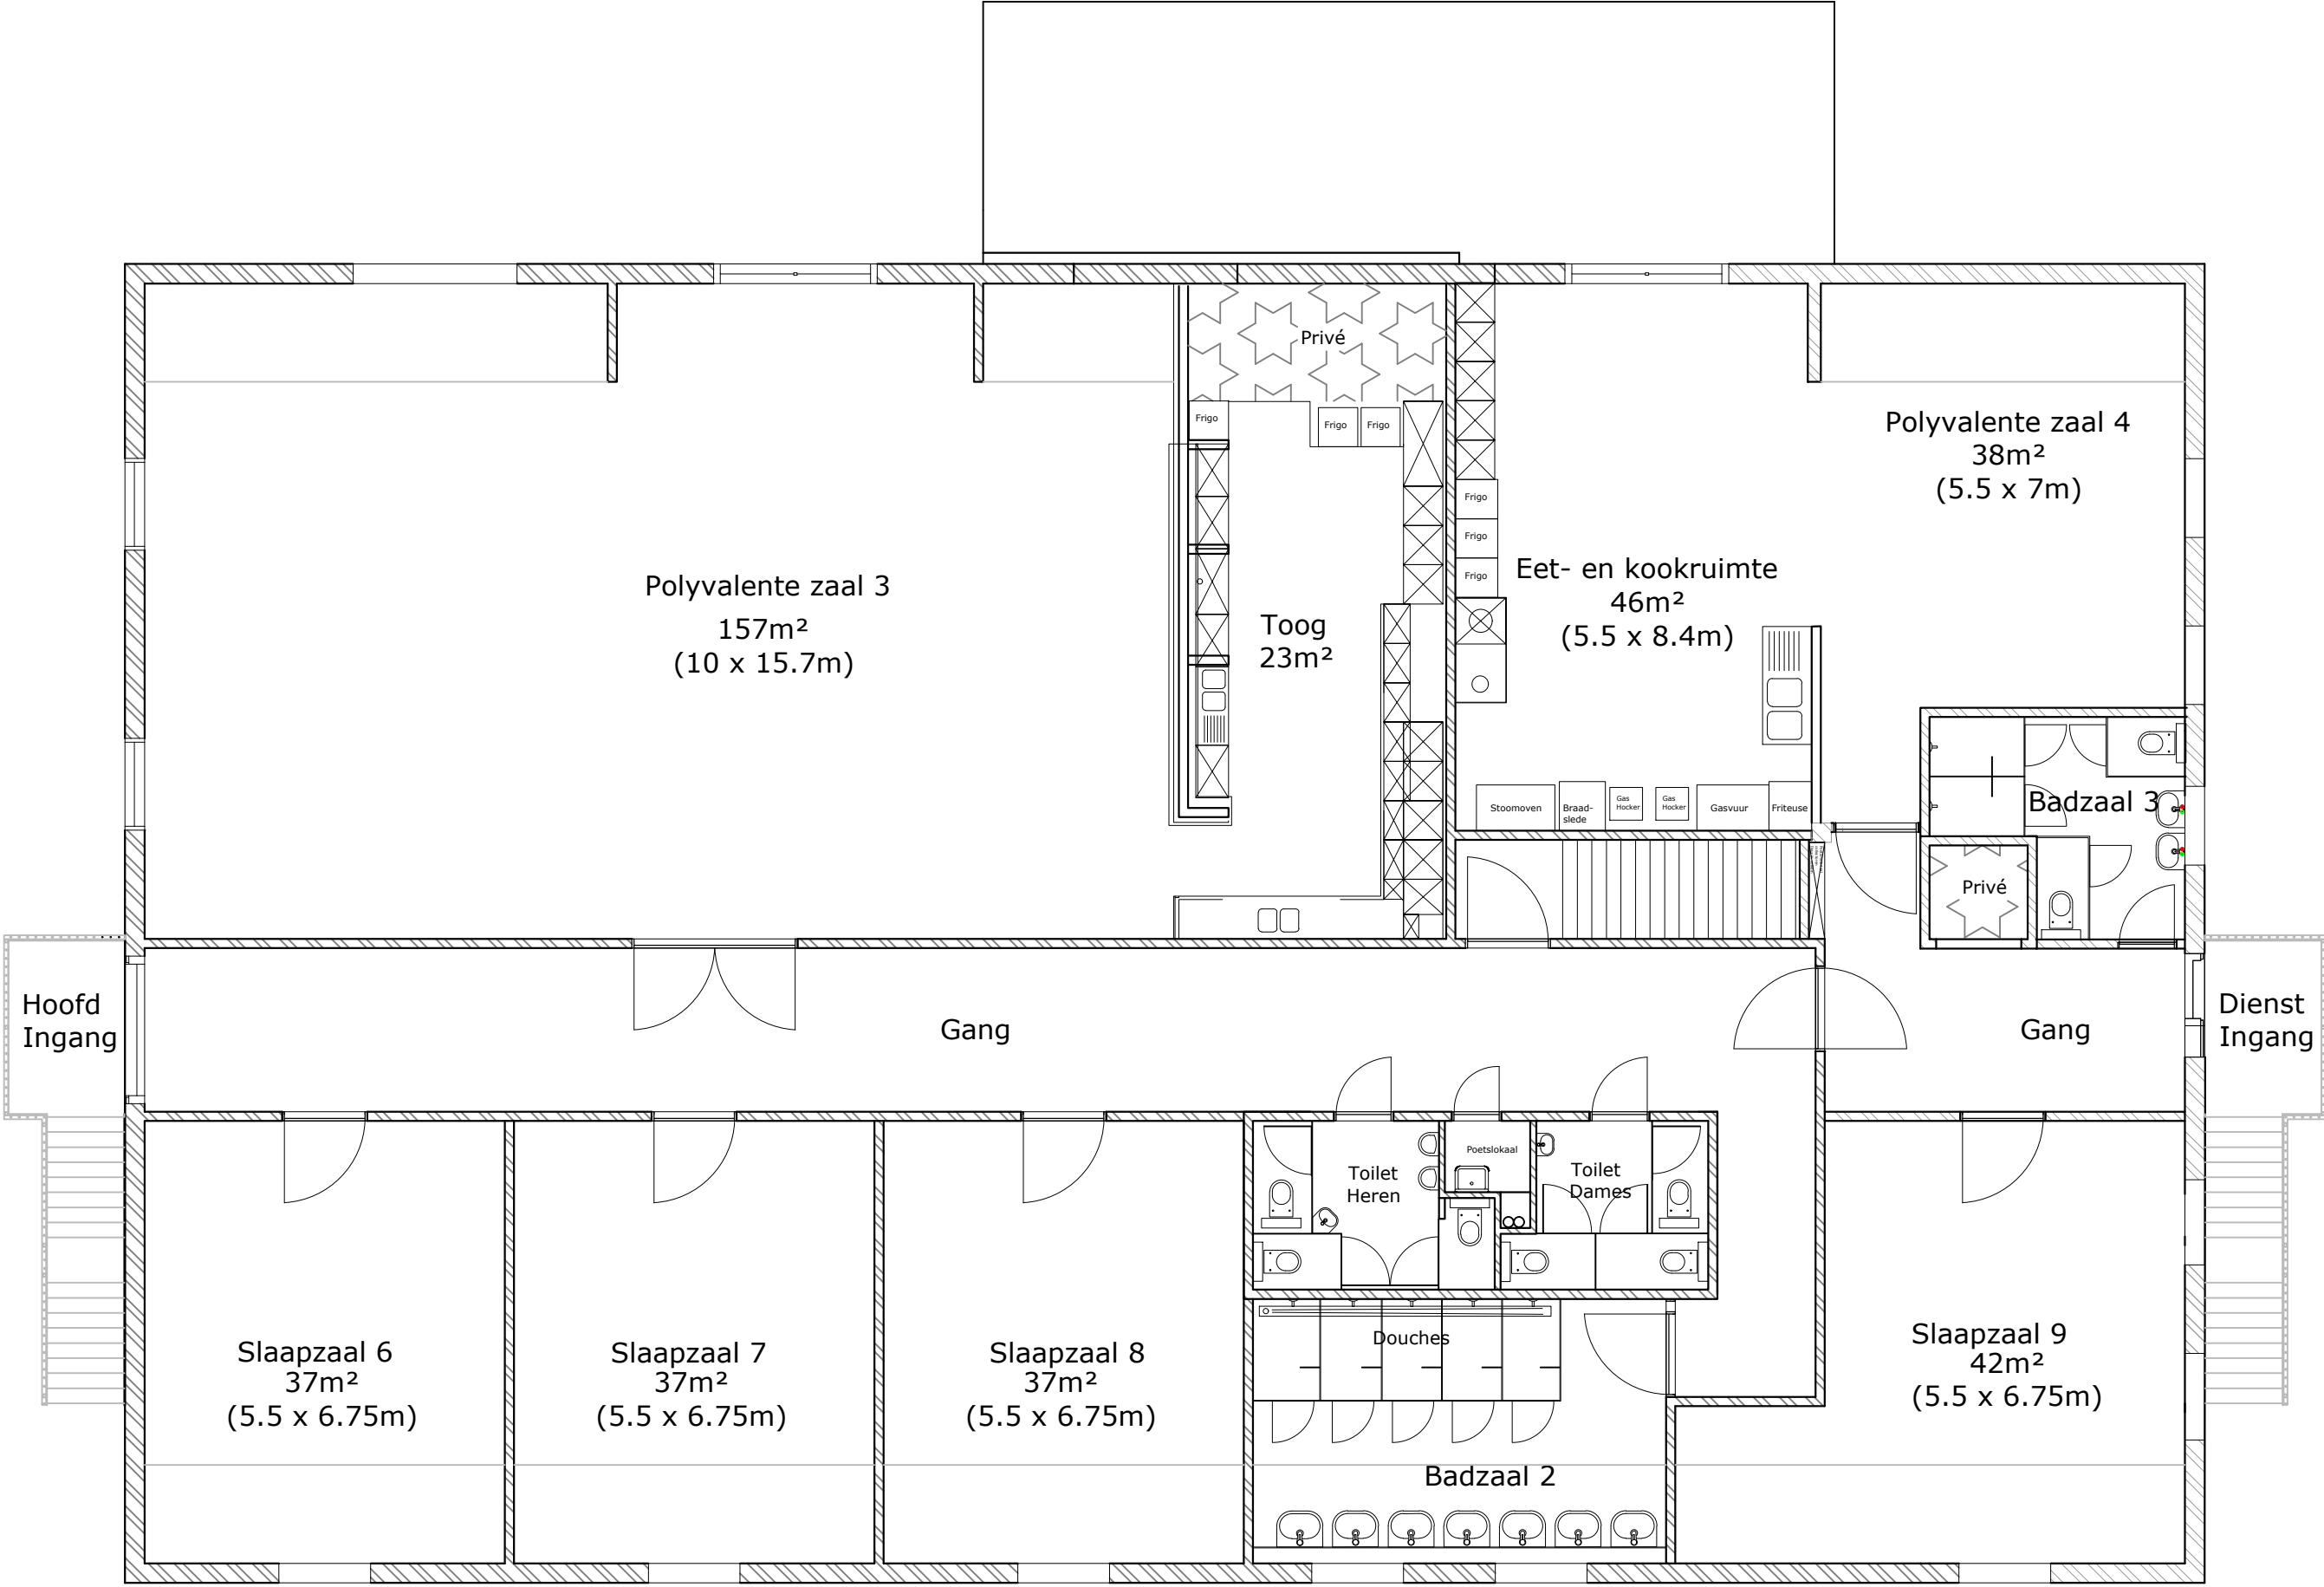 Privé
Frigo
Frigo
Frigo
Polyvalente zaal 4
38m²
(5.5 x 7m)
Frigo
Frigo
Frigo
Polyvalente zaal 3
157m²
(10 x 15.7m)
Toog
23m²
Eet- en kookruimte
46m²
(5.5 x 8.4m)
Stoomoven
Braad-
slede
Gas
Hocker
Gas
Hocker
Gasvuur
Friteuse
Badzaal 3
Privé
Hoofd
Ingang
Gang
Gang
Dienst
Ingang
Toilet
Heren
Poetslokaal
Toilet
Dames
Douches
Slaapzaal 6
37m²
(5.5 x 6.75m)
Slaapzaal 7
37m²
(5.5 x 6.75m)
Slaapzaal 8
37m²
(5.5 x 6.75m)
Badzaal 2
Slaapzaal 9
42m²
(5.5 x 6.75m)